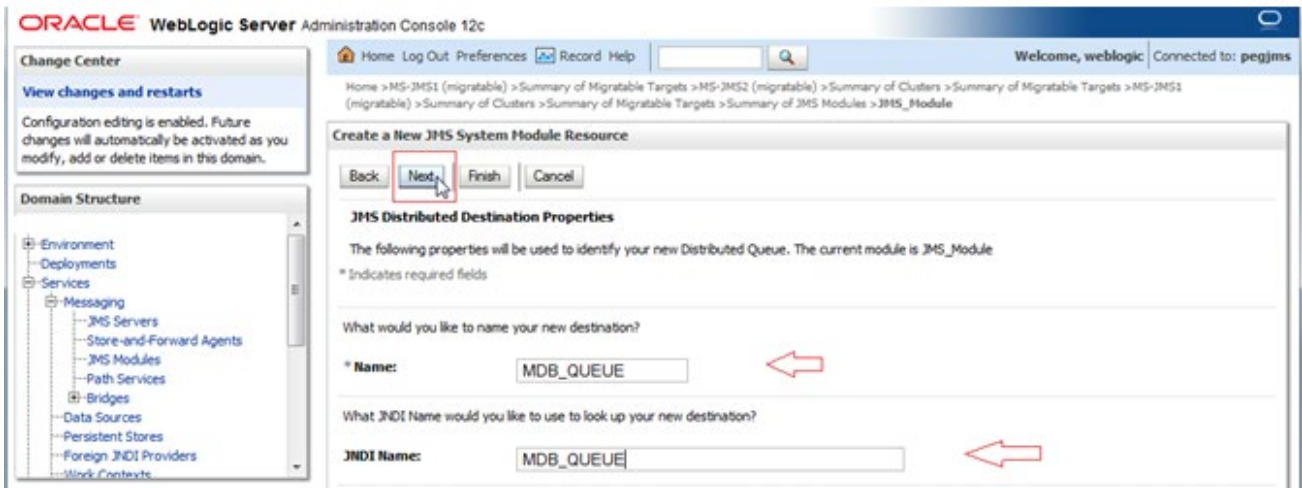 ORACLE WebLogic Server Administration Console 12c
Change Center
View changes and restarts
Configuration editing is enabled. Future
changes will automatically be activated as you
modify, add or delete items in this domain.
Domain Structure
Environment
Deployments
Services
Messaging
JMS Servers
Store-and-Forward Agents
JMS Modules
Path Services
Bridges
Data Sources
Persistent Stores
Foreign JNDI Providers
Work Contexts
Home Log Out Preferences Record Help
Welcome, weblogic Connected to: pegjms
Home >MS-JMS1 (migratable) >Summary of Migratable Targets >MS-JMS2 (migratable) >Summary of Clusters >Summary of Migratable Targets >MS-JMS1
(migratable) >Summary of Clusters >Summary of Migratable Targets >Summary of JMS Modules >JMS_Module
Create a New JMS System Module Resource
Back Next Finish Cancel
JMS Distributed Destination Properties
The following properties will be used to identify your new Distributed Queue. The current module is JMS_Module
* Indicates required fields
What would you like to name your new destination?
* Name: MDB_QUEUE
What JNDI Name would you like to use to look up your new destination?
JNDI Name: MDB_QUEUE